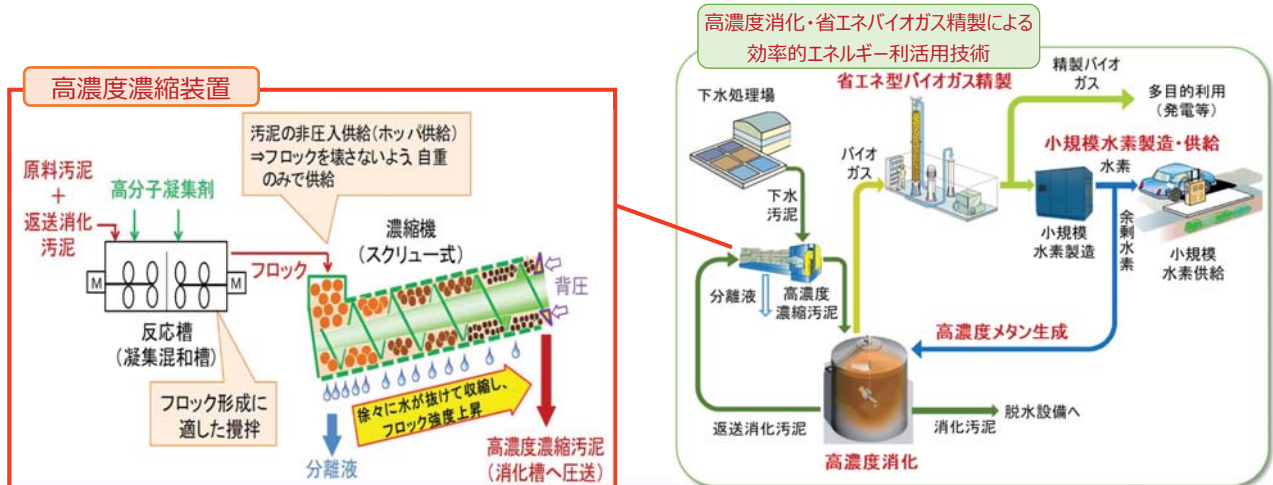 高濃度濃縮装置
汚泥の非圧入供給(ホッパ供給)
⇒フロックを壊さないよう 自重
のみで供給
原料汚泥
＋
返送消化
汚泥
高分子凝集剤
フロック
M
M
反応槽
(凝集混和槽)
フロック形成に
適した攪拌
濃縮機
(スクリュー式)
背圧
徐々に水が抜けて収縮し、
フロック強度上昇
分離液
高濃度濃縮汚泥
(消化槽へ圧送)
高濃度消化・省エネバイオガス精製による
効率的エネルギー利活用技術
下水処理場
下水
汚泥
省エネ型バイオガス精製
バイオ
ガス
精製バイオ
ガス
多目的利用
(発電等)
小規模水素製造・供給
水素
小規模
水素製造
余剰水素
小規模
水素供給
分離液
高濃度
濃縮汚泥
高濃度メタン生成
返送消化汚泥
高濃度消化
消化汚泥
脱水設備へ